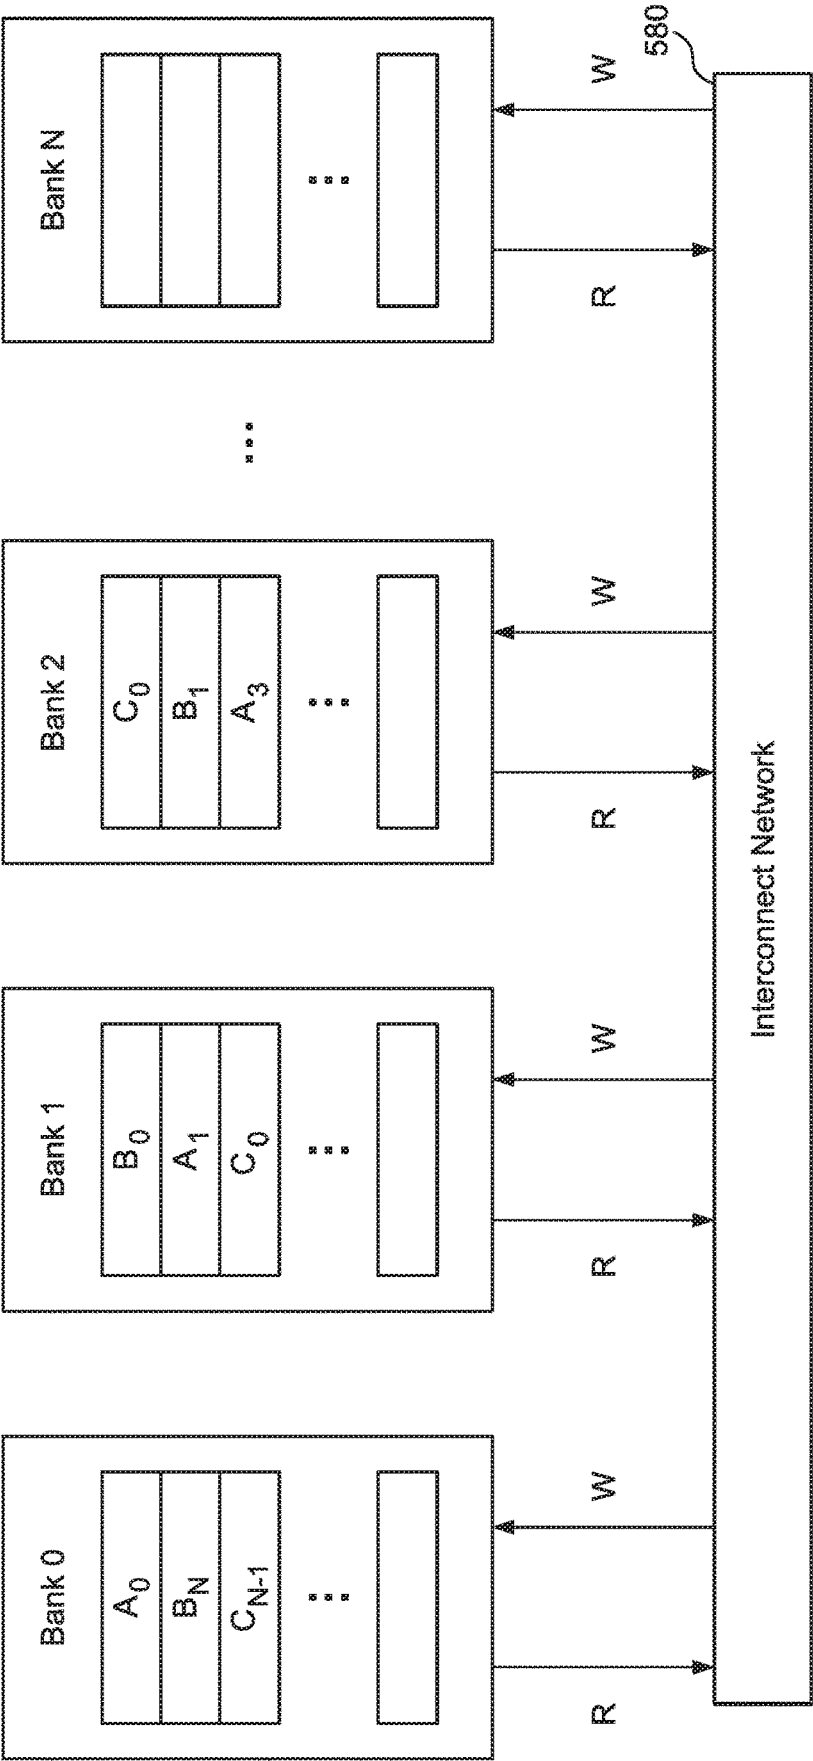 Bank 0
A0
BN
CN-1
...
R
W
Bank 1
B0
A1
C0
...
R
W
Bank 2
C0
B1
A3
...
R
W
...
Bank N
...
R
W
580
Interconnect Network